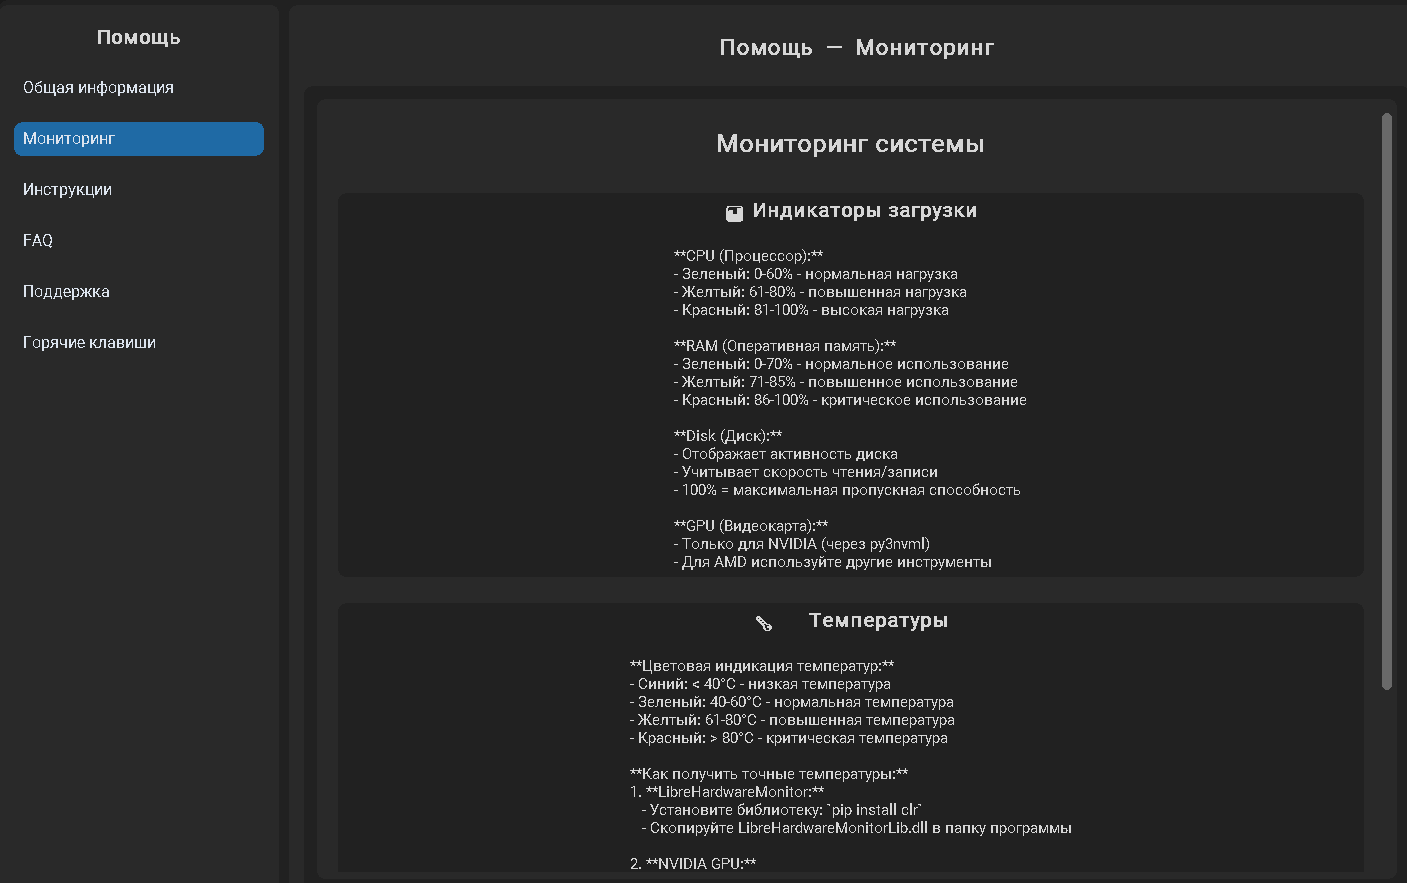 Помощь
Общая информация
Мониторинг
Инструкции
FAQ
Поддержка
Горячие клавиши
Помощь — Мониторинг
Мониторинг системы
Индикаторы загрузки
**CPU (Процессор):**
- Зеленый: 0-60% - нормальная нагрузка
- Желтый: 61-80% - повышенная нагрузка
- Красный: 81-100% - высокая нагрузка
**RAM (Оперативная память):**
- Зеленый: 0-70% - нормальное использование
- Желтый: 71-85% - повышенное использование
- Красный: 86-100% - критическое использование
**Disk (Диск):**
- Отображает активность диска
- Учитывает скорость чтения/записи
- 100% = максимальная пропускная способность
**GPU (Видеокарта):**
- Только для NVIDIA (через py3nvml)
- Для AMD используйте другие инструменты
Температуры
**Цветовая индикация температур:**
- Синий: < 40°C - низкая температура
- Зеленый: 40-60°C - нормальная температура
- Желтый: 61-80°C - повышенная температура
- Красный: > 80°C - критическая температура
**Как получить точные температуры:**
1. **LibreHardwareMonitor:**
- Установите библиотеку: `pip install clr`
- Скопируйте LibreHardwareMonitorLib.dll в папку программы
2. **NVIDIA GPU:**